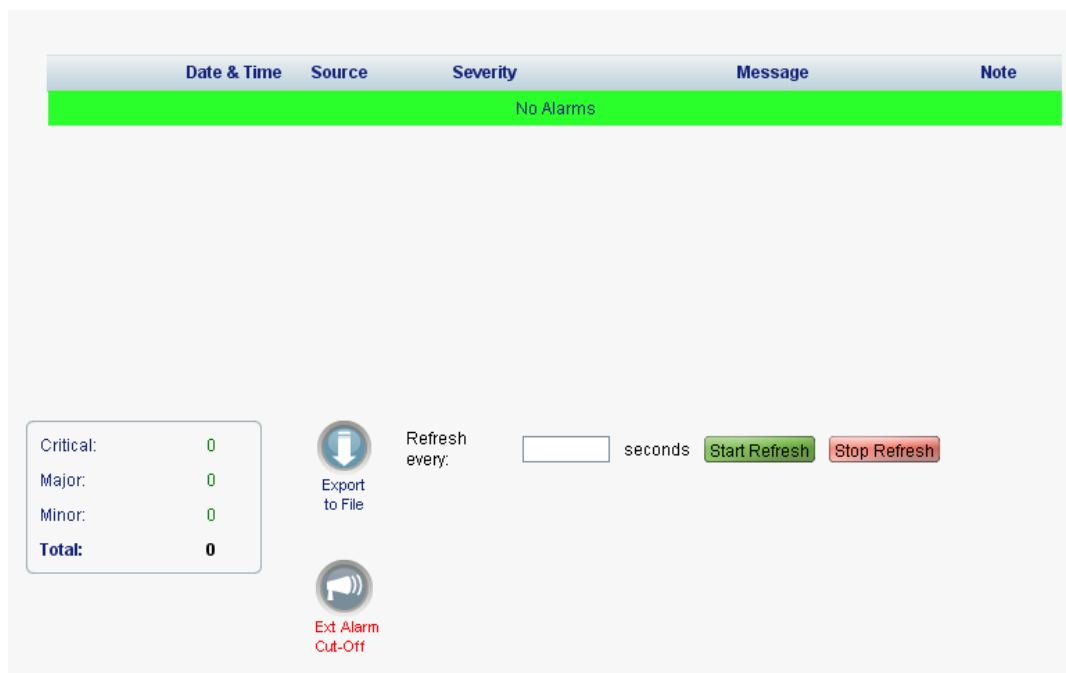 Date & Time Source Severity Message Note
No Alarms
Critical: 0
Major: 0
Minor: 0
Total: 0
Export
to File
Ext Alarm
Cut-Off
Refresh
every:
seconds Start Refresh Stop Refresh